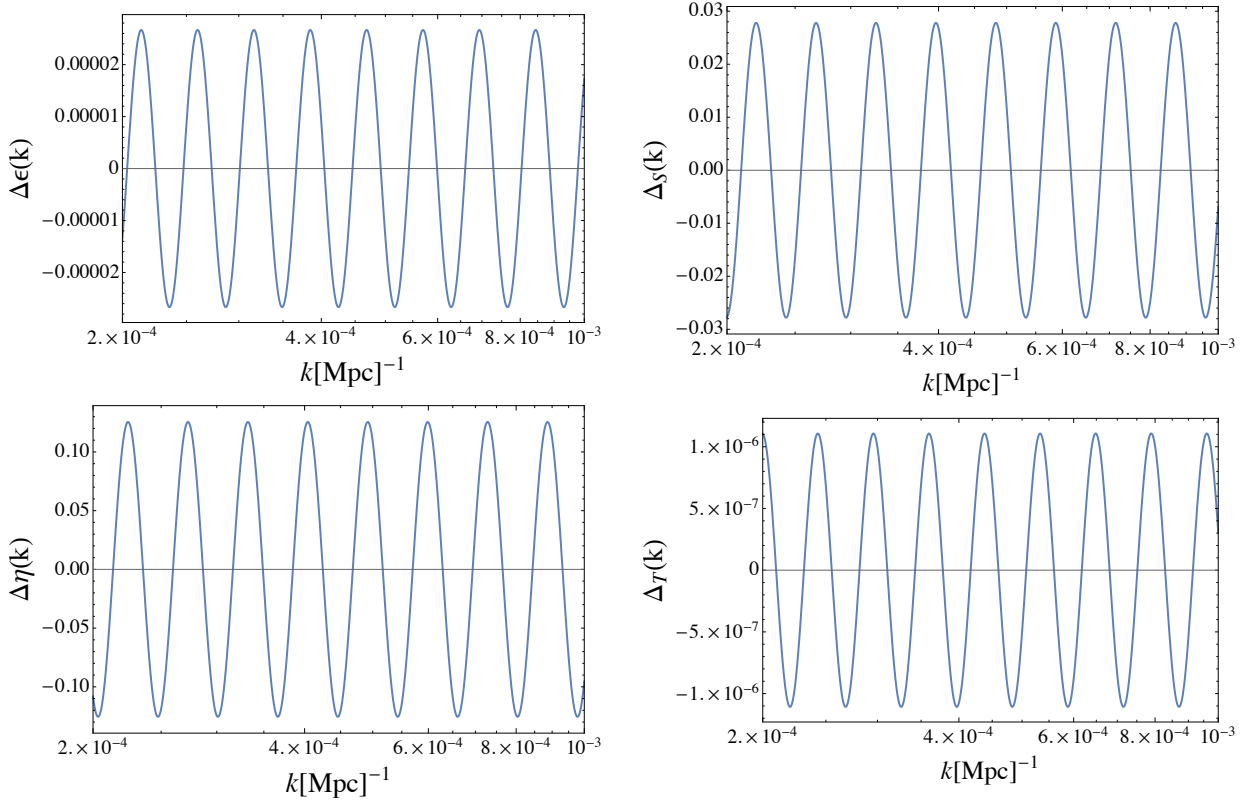 0.00002
0.00001
0
−0.00001
−0.00002
Δϵ(k)
2.×10⁻⁴ 4.×10⁻⁴ 6.×10⁻⁴ 8.×10⁻⁴ 10⁻³
k[Mpc]⁻¹
0.03
0.02
0.01
0.00
−0.01
−0.02
−0.03
Δ_S(k)
2.×10⁻⁴ 4.×10⁻⁴ 6.×10⁻⁴ 8.×10⁻⁴ 10⁻³
k[Mpc]⁻¹
0.10
0.05
0.00
−0.05
−0.10
Δη(k)
2.×10⁻⁴ 4.×10⁻⁴ 6.×10⁻⁴ 8.×10⁻⁴ 10⁻³
k[Mpc]⁻¹
1.×10⁻⁶
5.×10⁻⁷
0
−5.×10⁻⁷
−1.×10⁻⁶
Δ_T(k)
2.×10⁻⁴ 4.×10⁻⁴ 6.×10⁻⁴ 8.×10⁻⁴ 10⁻³
k[Mpc]⁻¹